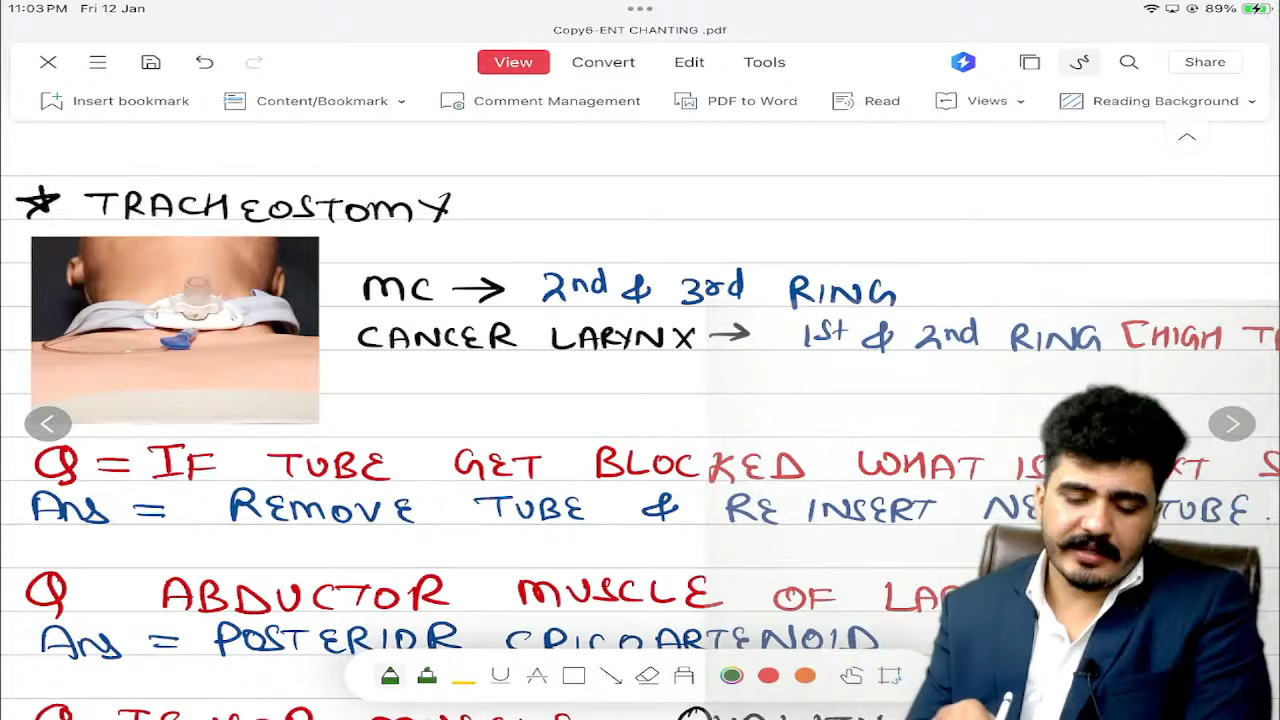 11:03 PM Fri 12 Jan 89%
Copy6-ENT CHANTING .pdf
View Convert Edit Tools Share
Insert bookmark Content/Bookmark Comment Management PDF to Word Read Views Reading Background
TRACHEOSTOMY
MC → 2nd & 3rd RING
CANCER LARYNX → 1st & 2nd RING [HIGH
Q = IF TUBE GET BLOCKED WHAT IS
Ans = REMOVE TUBE & RE INSERT TUBE.
Q ABDUCTOR MUSCLE OF
Ans = POSTERIOR CRICOARTENOID
Q MUSCLE